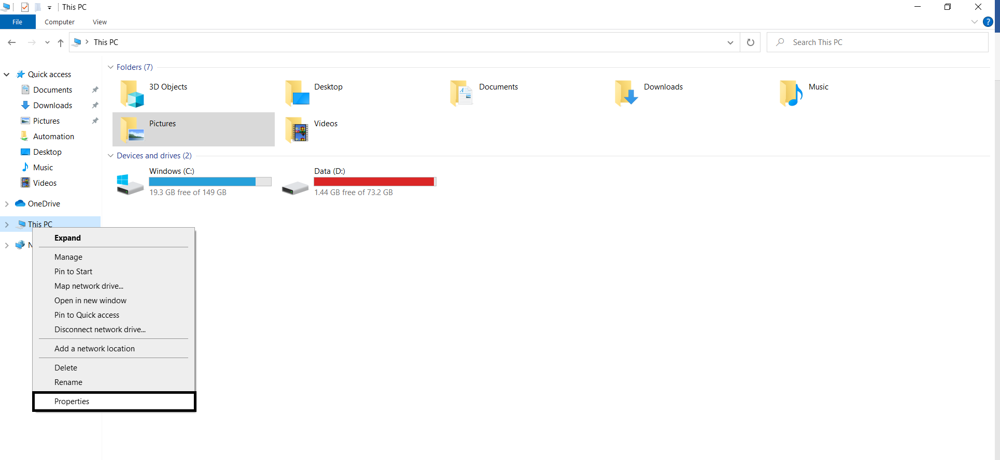 This PC
File Computer View
This PC
Search This PC
Quick access
Documents
Downloads
Pictures
Automation
Desktop
Music
Videos
OneDrive
This PC
N
Folders (7)
3D Objects
Desktop
Documents
Downloads
Music
Pictures
Videos
Devices and drives (2)
Windows (C:)
19.3 GB free of 149 GB
Data (D:)
1.44 GB free of 73.2 GB
Expand
Manage
Pin to Start
Map network drive...
Open in new window
Pin to Quick access
Disconnect network drive...
Add a network location
Delete
Rename
Properties